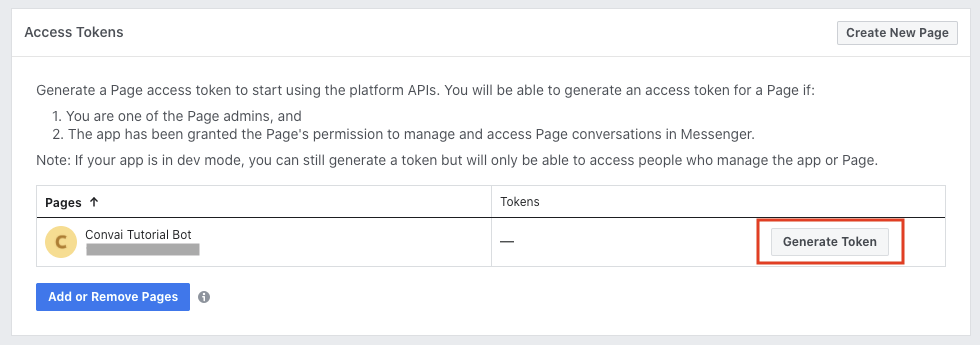 Access Tokens
Create New Page
Generate a Page access token to start using the platform APIs. You will be able to generate an access token for a Page if:
1. You are one of the Page admins, and
2. The app has been granted the Page's permission to manage and access Page conversations in Messenger.
Note: If your app is in dev mode, you can still generate a token but will only be able to access people who manage the app or Page.
Pages ↑
Tokens
C
Convai Tutorial Bot
—
Generate Token
Add or Remove Pages